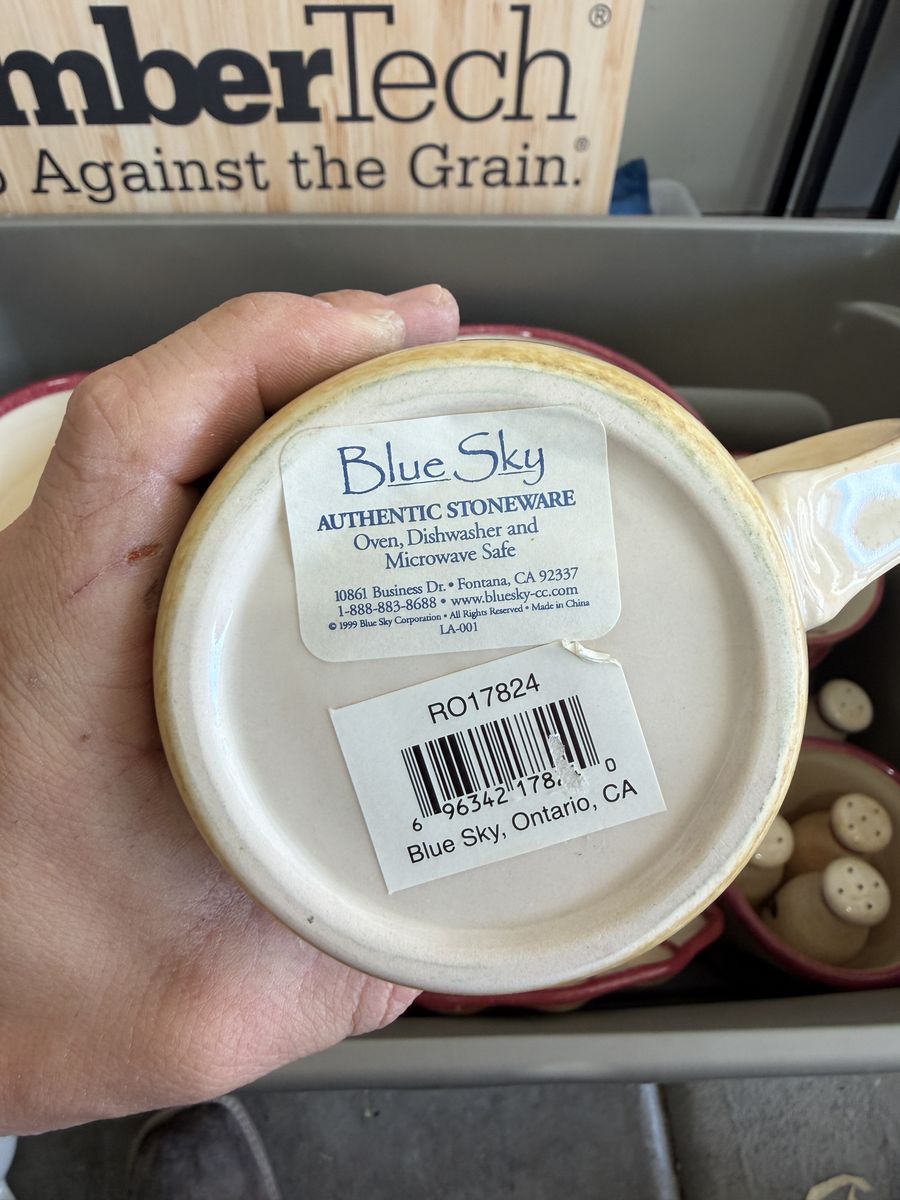 mberTech®
Against the Grain.®
Blue Sky
AUTHENTIC STONEWARE
Oven, Dishwasher and
Microwave Safe
10861 Business Dr. • Fontana, CA 92337
1-888-883-8688 • www.bluesky-cc.com
© 1999 Blue Sky Corporation • All Rights Reserved • Made in China
LA-001
RO17824
6 96342 178 0
Blue Sky, Ontario, CA